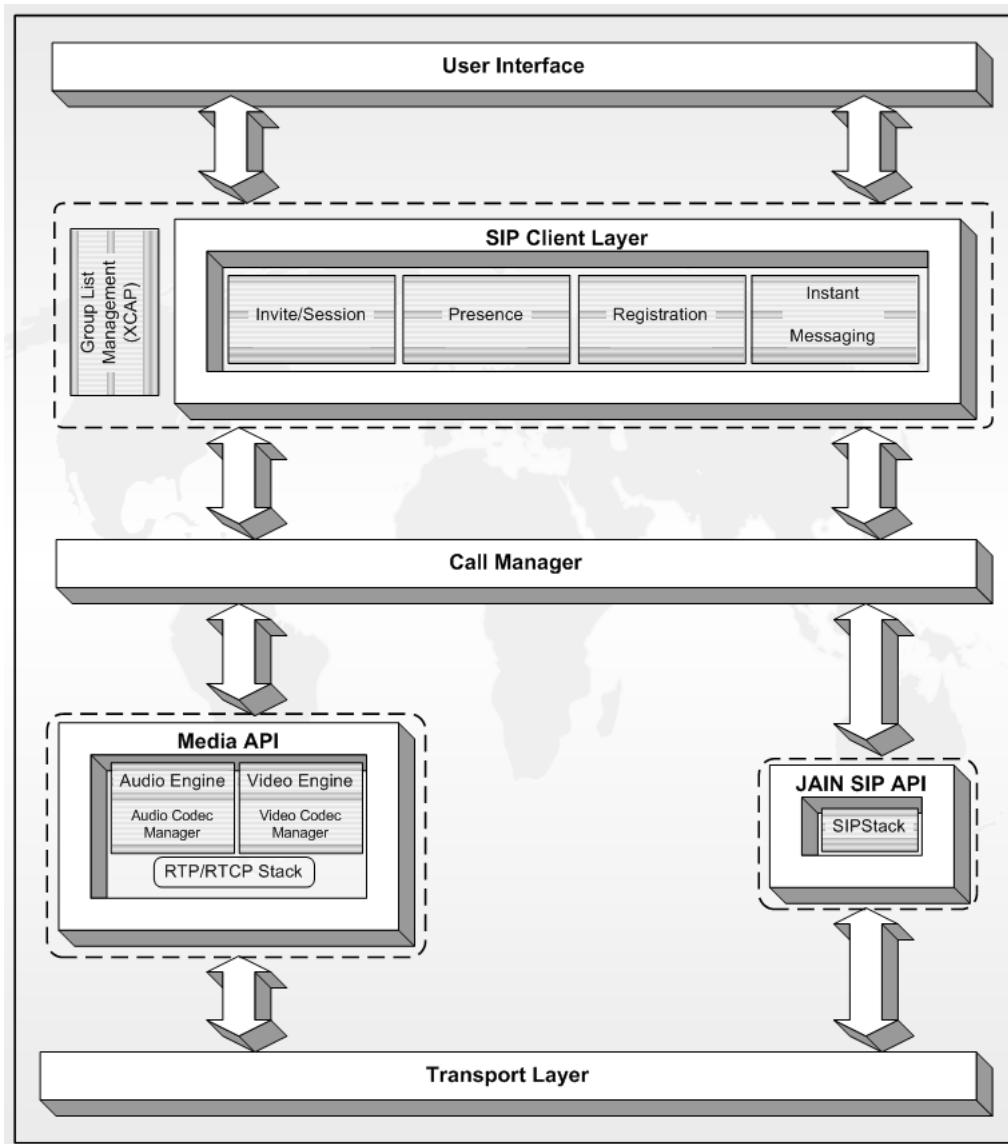 User Interface
SIP Client Layer
Group List
Management
(XCAP)
Invite/Session
Presence
Registration
Instant
Messaging
Call Manager
Media API
Audio Engine
Audio Codec
Manager
Video Engine
Video Codec
Manager
RTP/RTCP Stack
JAIN SIP API
SIPStack
Transport Layer